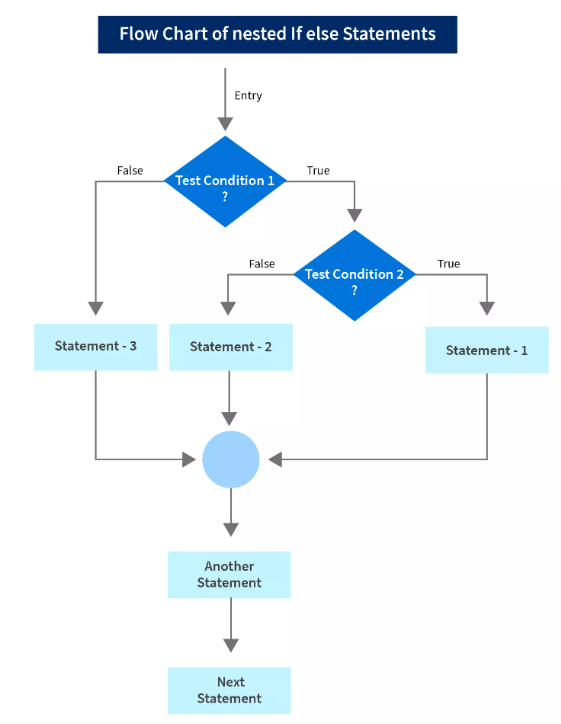 Flow Chart of nested If else Statements
Entry
False
Test Condition 1
?
True
False
Test Condition 2
?
True
Statement - 3
Statement - 2
Statement - 1
Another
Statement
Next
Statement